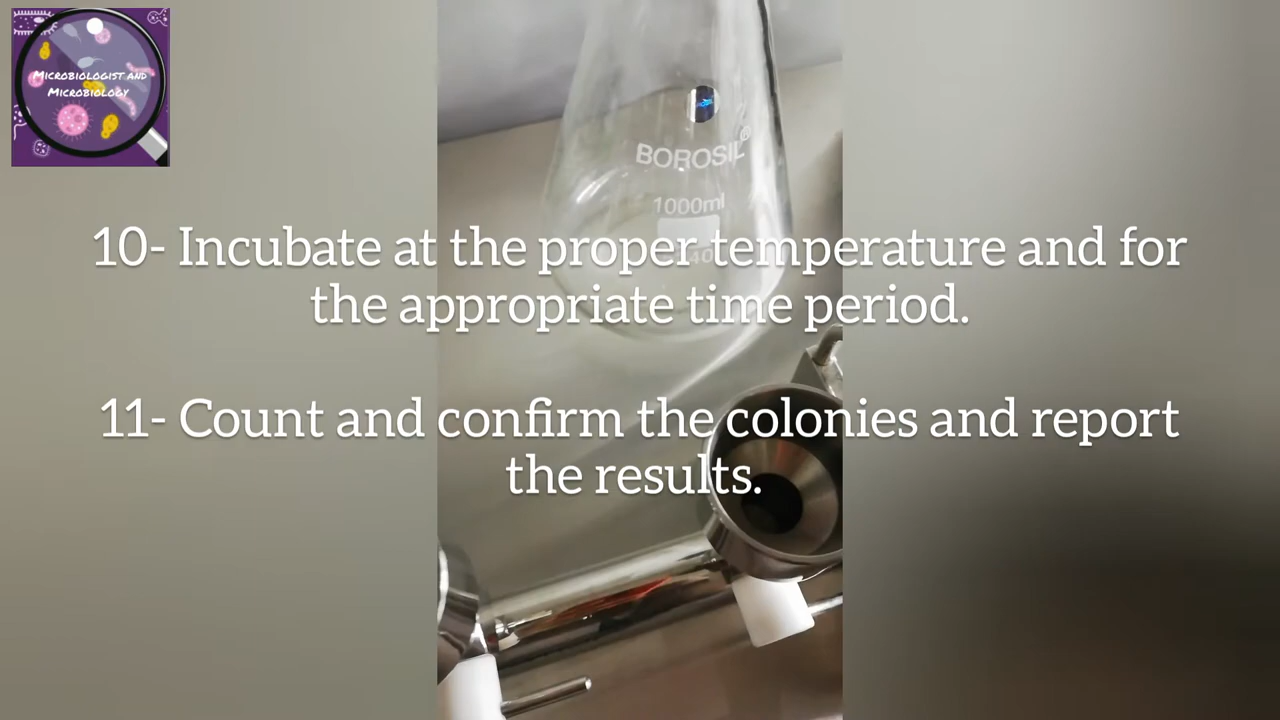 MICROBIOLOGIST AND
MICROBIOLOGY
BOROSIL®
1000ml
10- Incubate at the proper temperature and for
the appropriate time period.
11- Count and confirm the colonies and report
the results.